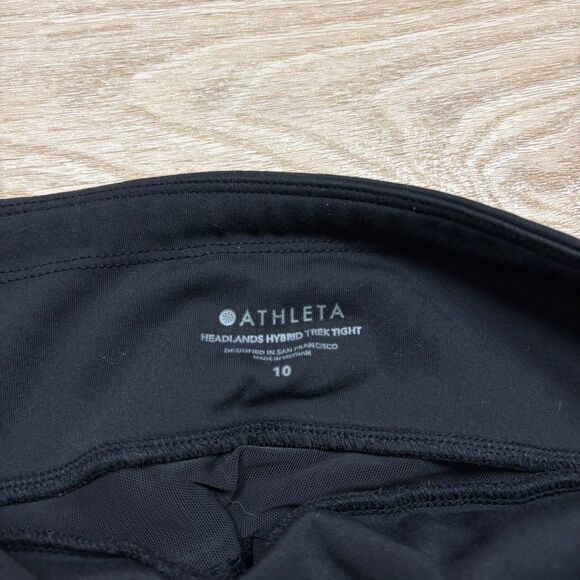 ATHLETA
HEADLANDS HYBRID TREK TIGHT
DESIGNED IN SAN FRANCISCO
MADE IN VIETNAM
10